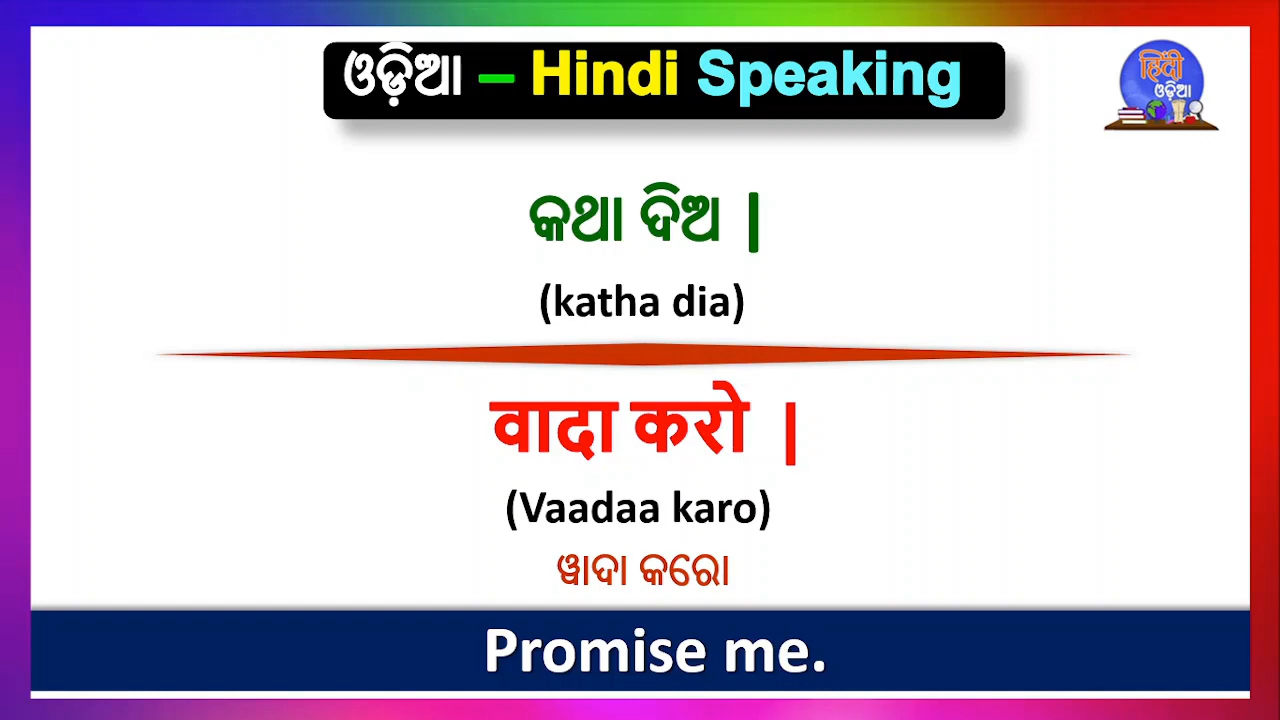 ଓଡ଼ିଆ – Hindi Speaking
हिंदी
ଓଡ଼ିଆ
କଥା ଦିଅ |
(katha dia)
वादा करो |
(Vaadaa karo)
ୱାଦା କରୋ
Promise me.